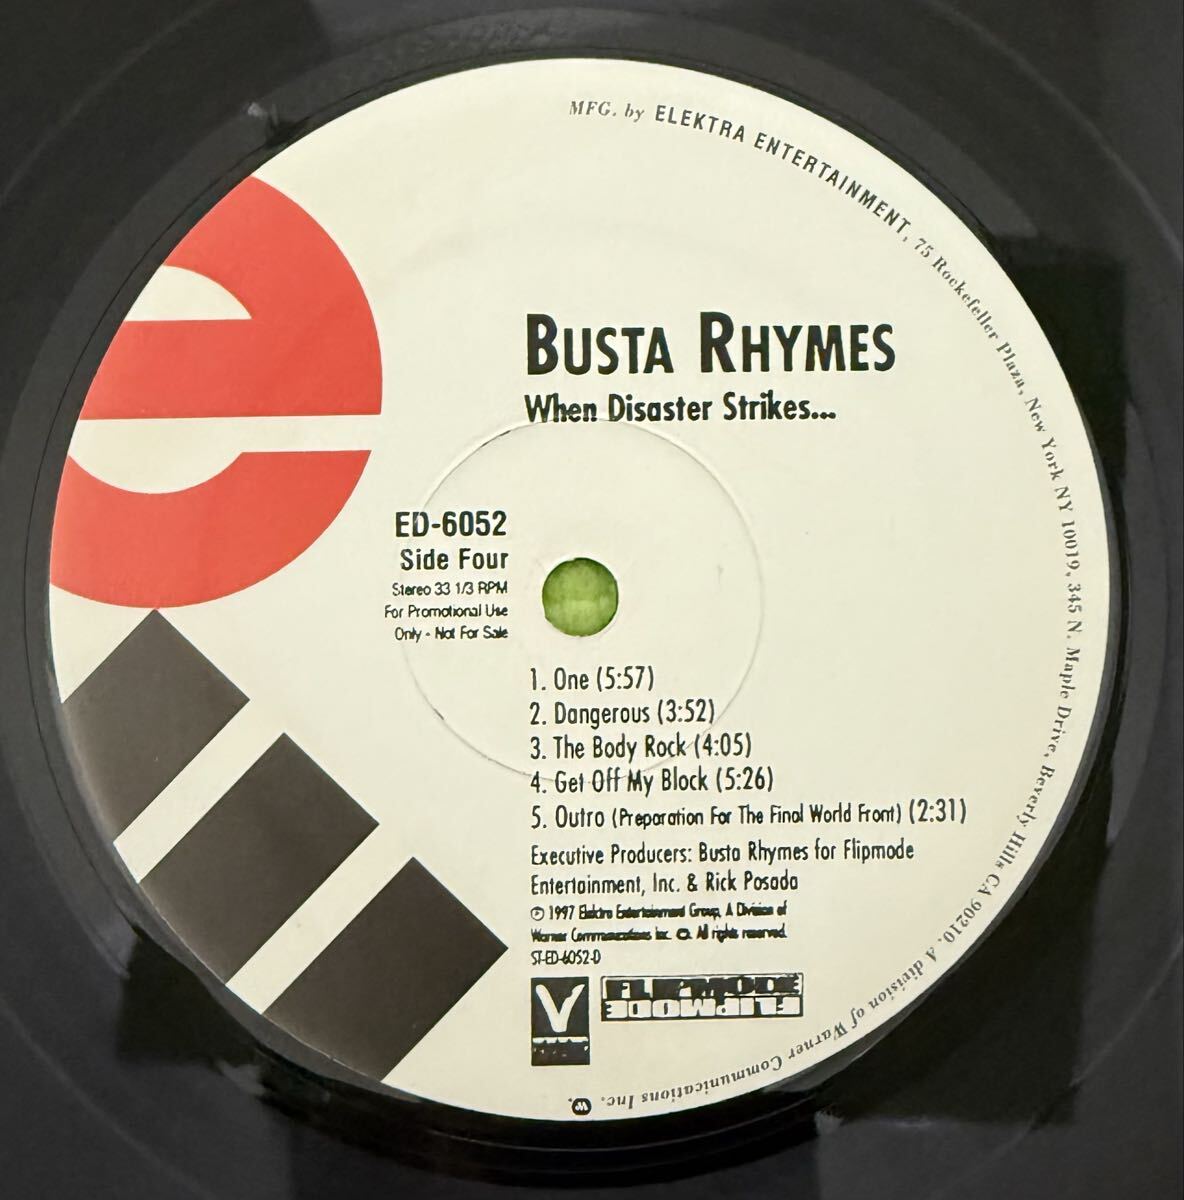 MFG. by ELEKTRA ENTERTAINMENT, 75 Rockefeller Plaza, New York NY 10019, 345 N. Maple Drive, Beverly Hills CA 90210. A division of Warner Communications Inc.
e
BUSTA RHYMES
When Disaster Strikes...
ED-6052
Side Four
Stereo 33 1/3 RPM
For Promotional Use
Only - Not For Sale
1. One (5:57)
2. Dangerous (3:52)
3. The Body Rock (4:05)
4. Get Off My Block (5:26)
5. Outro (Preparation For The Final World Front) (2:31)
Executive Producers: Busta Rhymes for Flipmode
Entertainment, Inc. & Rick Posada
℗ 1997 Elektra Entertainment Group, A Division of
Warner Communications Inc. All rights reserved.
ST-ED-6052-D
FLIPMODE
FLIPMODE